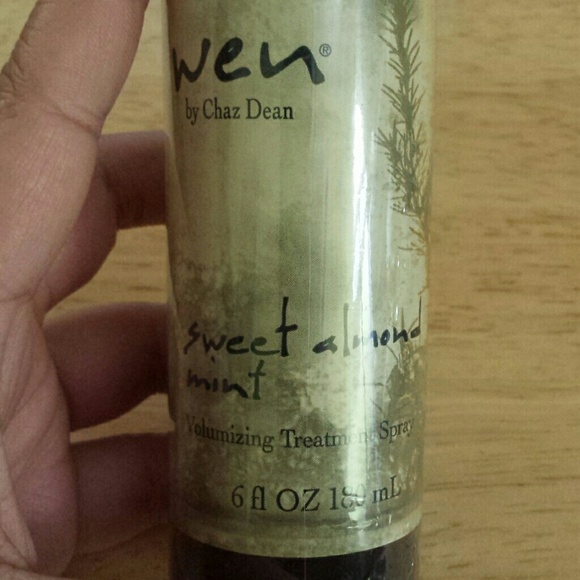 wen®
by Chaz Dean
sweet almond
mint
Volumizing Treatment Spray
6 fl OZ 180 mL